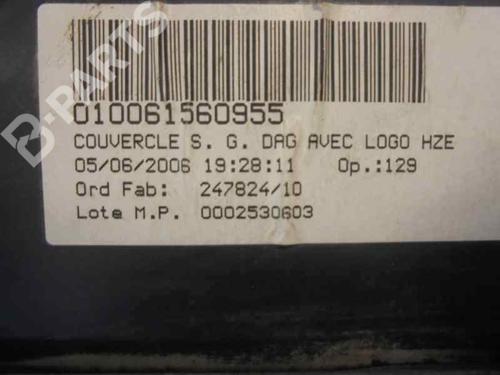 B-PARTS
010061560955
COUVERCLE S. G. DAG AVEC LOGO HZE
05/06/2006 19:28:11 Op.:129
Ord Fab: 247824/10
Lote M.P. 0002530603